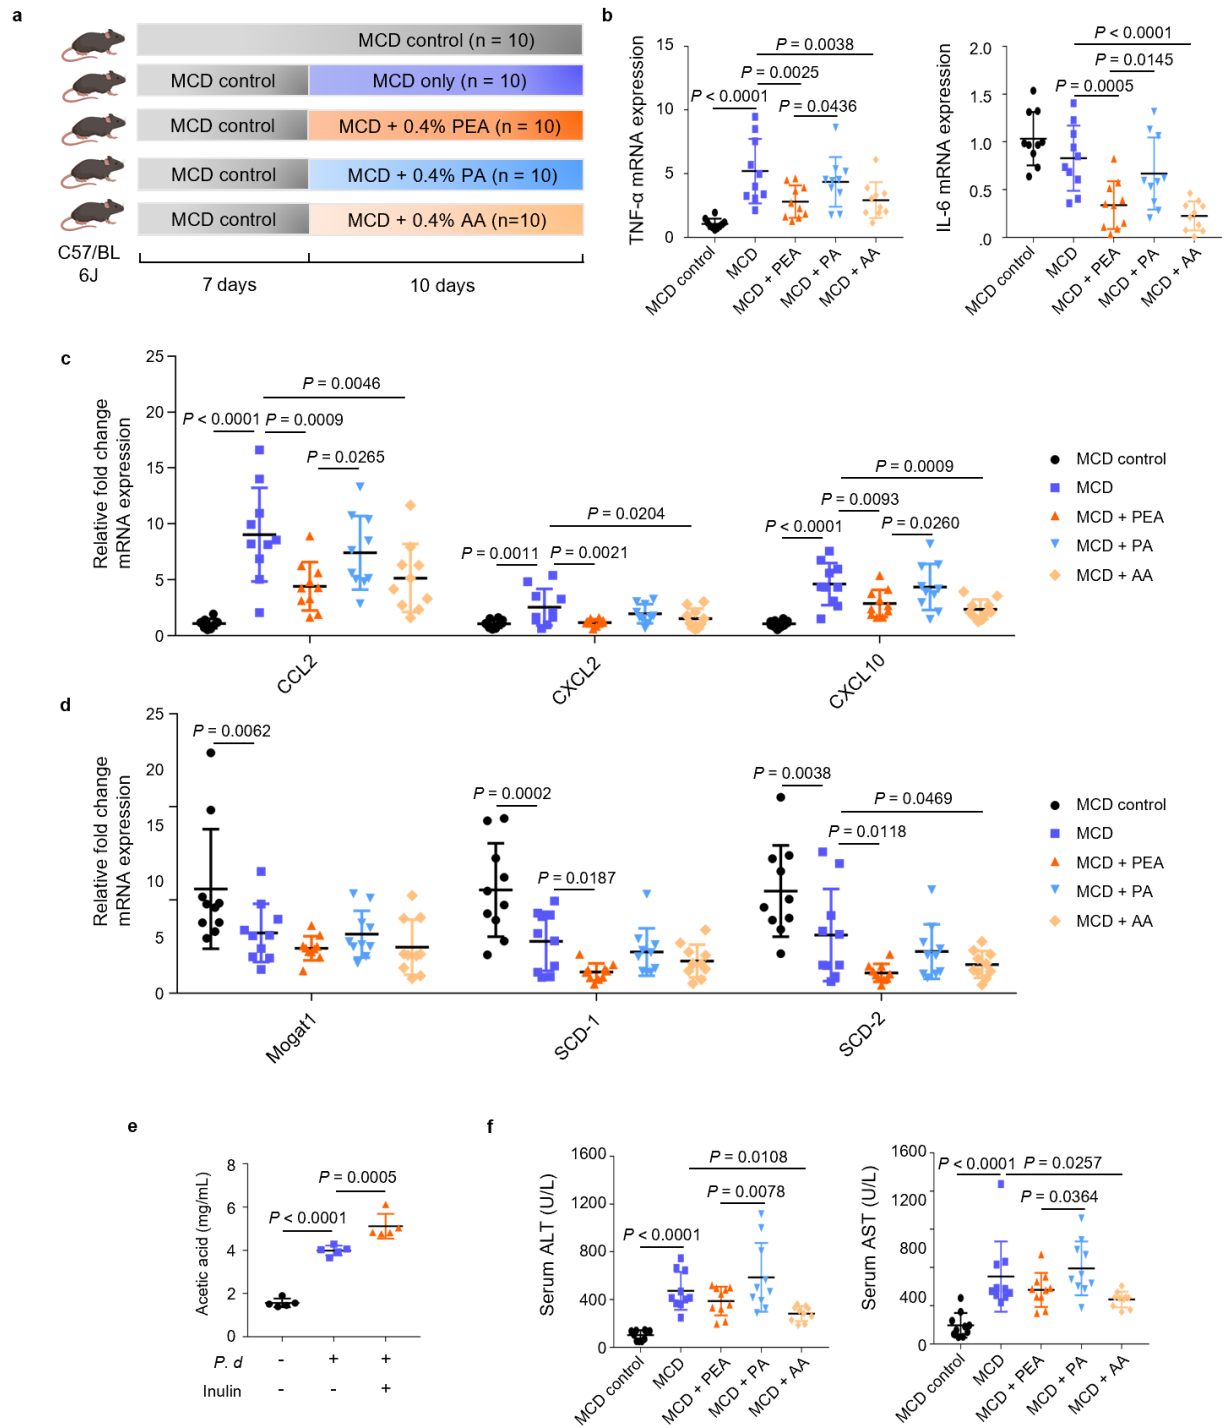 a
MCD control (n = 10)
MCD control
MCD only (n = 10)
MCD control
MCD + 0.4% PEA (n = 10)
MCD control
MCD + 0.4% PA (n = 10)
MCD control
MCD + 0.4% AA (n=10)
C57/BL
6J
7 days
10 days
b
TNF-α mRNA expression
15
10
5
0
P < 0.0001
P = 0.0038
P = 0.0025
P = 0.0436
MCD control
MCD
MCD + PEA
MCD + PA
MCD + AA
IL-6 mRNA expression
2.0
1.5
1.0
0.5
.0
P < 0.0001
P = 0.0145
P = 0.0005
MCD control
MCD
MCD + PEA
MCD + PA
MCD + AA
c
Relative fold change
mRNA expression
25
20
15
10
5
0
P = 0.0046
P < 0.0001
P = 0.0009
P = 0.0265
P = 0.0204
P = 0.0011
P = 0.0021
P = 0.0009
P = 0.0093
P < 0.0001
P = 0.0260
CCL2
CXCL2
CXCL10
MCD control
MCD
MCD + PEA
MCD + PA
MCD + AA
d
Relative fold change
mRNA expression
25
20
15
10
5
0
P = 0.0062
P = 0.0002
P = 0.0187
P = 0.0038
P = 0.0469
P = 0.0118
Mogat1
SCD-1
SCD-2
MCD control
MCD
MCD + PEA
MCD + PA
MCD + AA
e
Acetic acid (mg/mL)
8
6
4
2
0
P = 0.0005
P < 0.0001
P. d
- + +
Inulin
- - +
f
Serum ALT (U/L)
1600
1200
800
400
0
P = 0.0108
P = 0.0078
P < 0.0001
MCD control
MCD
MCD + PEA
MCD + PA
MCD + AA
Serum AST (U/L)
1600
1200
800
400
0
P < 0.0001
P = 0.0257
P = 0.0364
MCD control
MCD
MCD + PEA
MCD + PA
MCD + AA